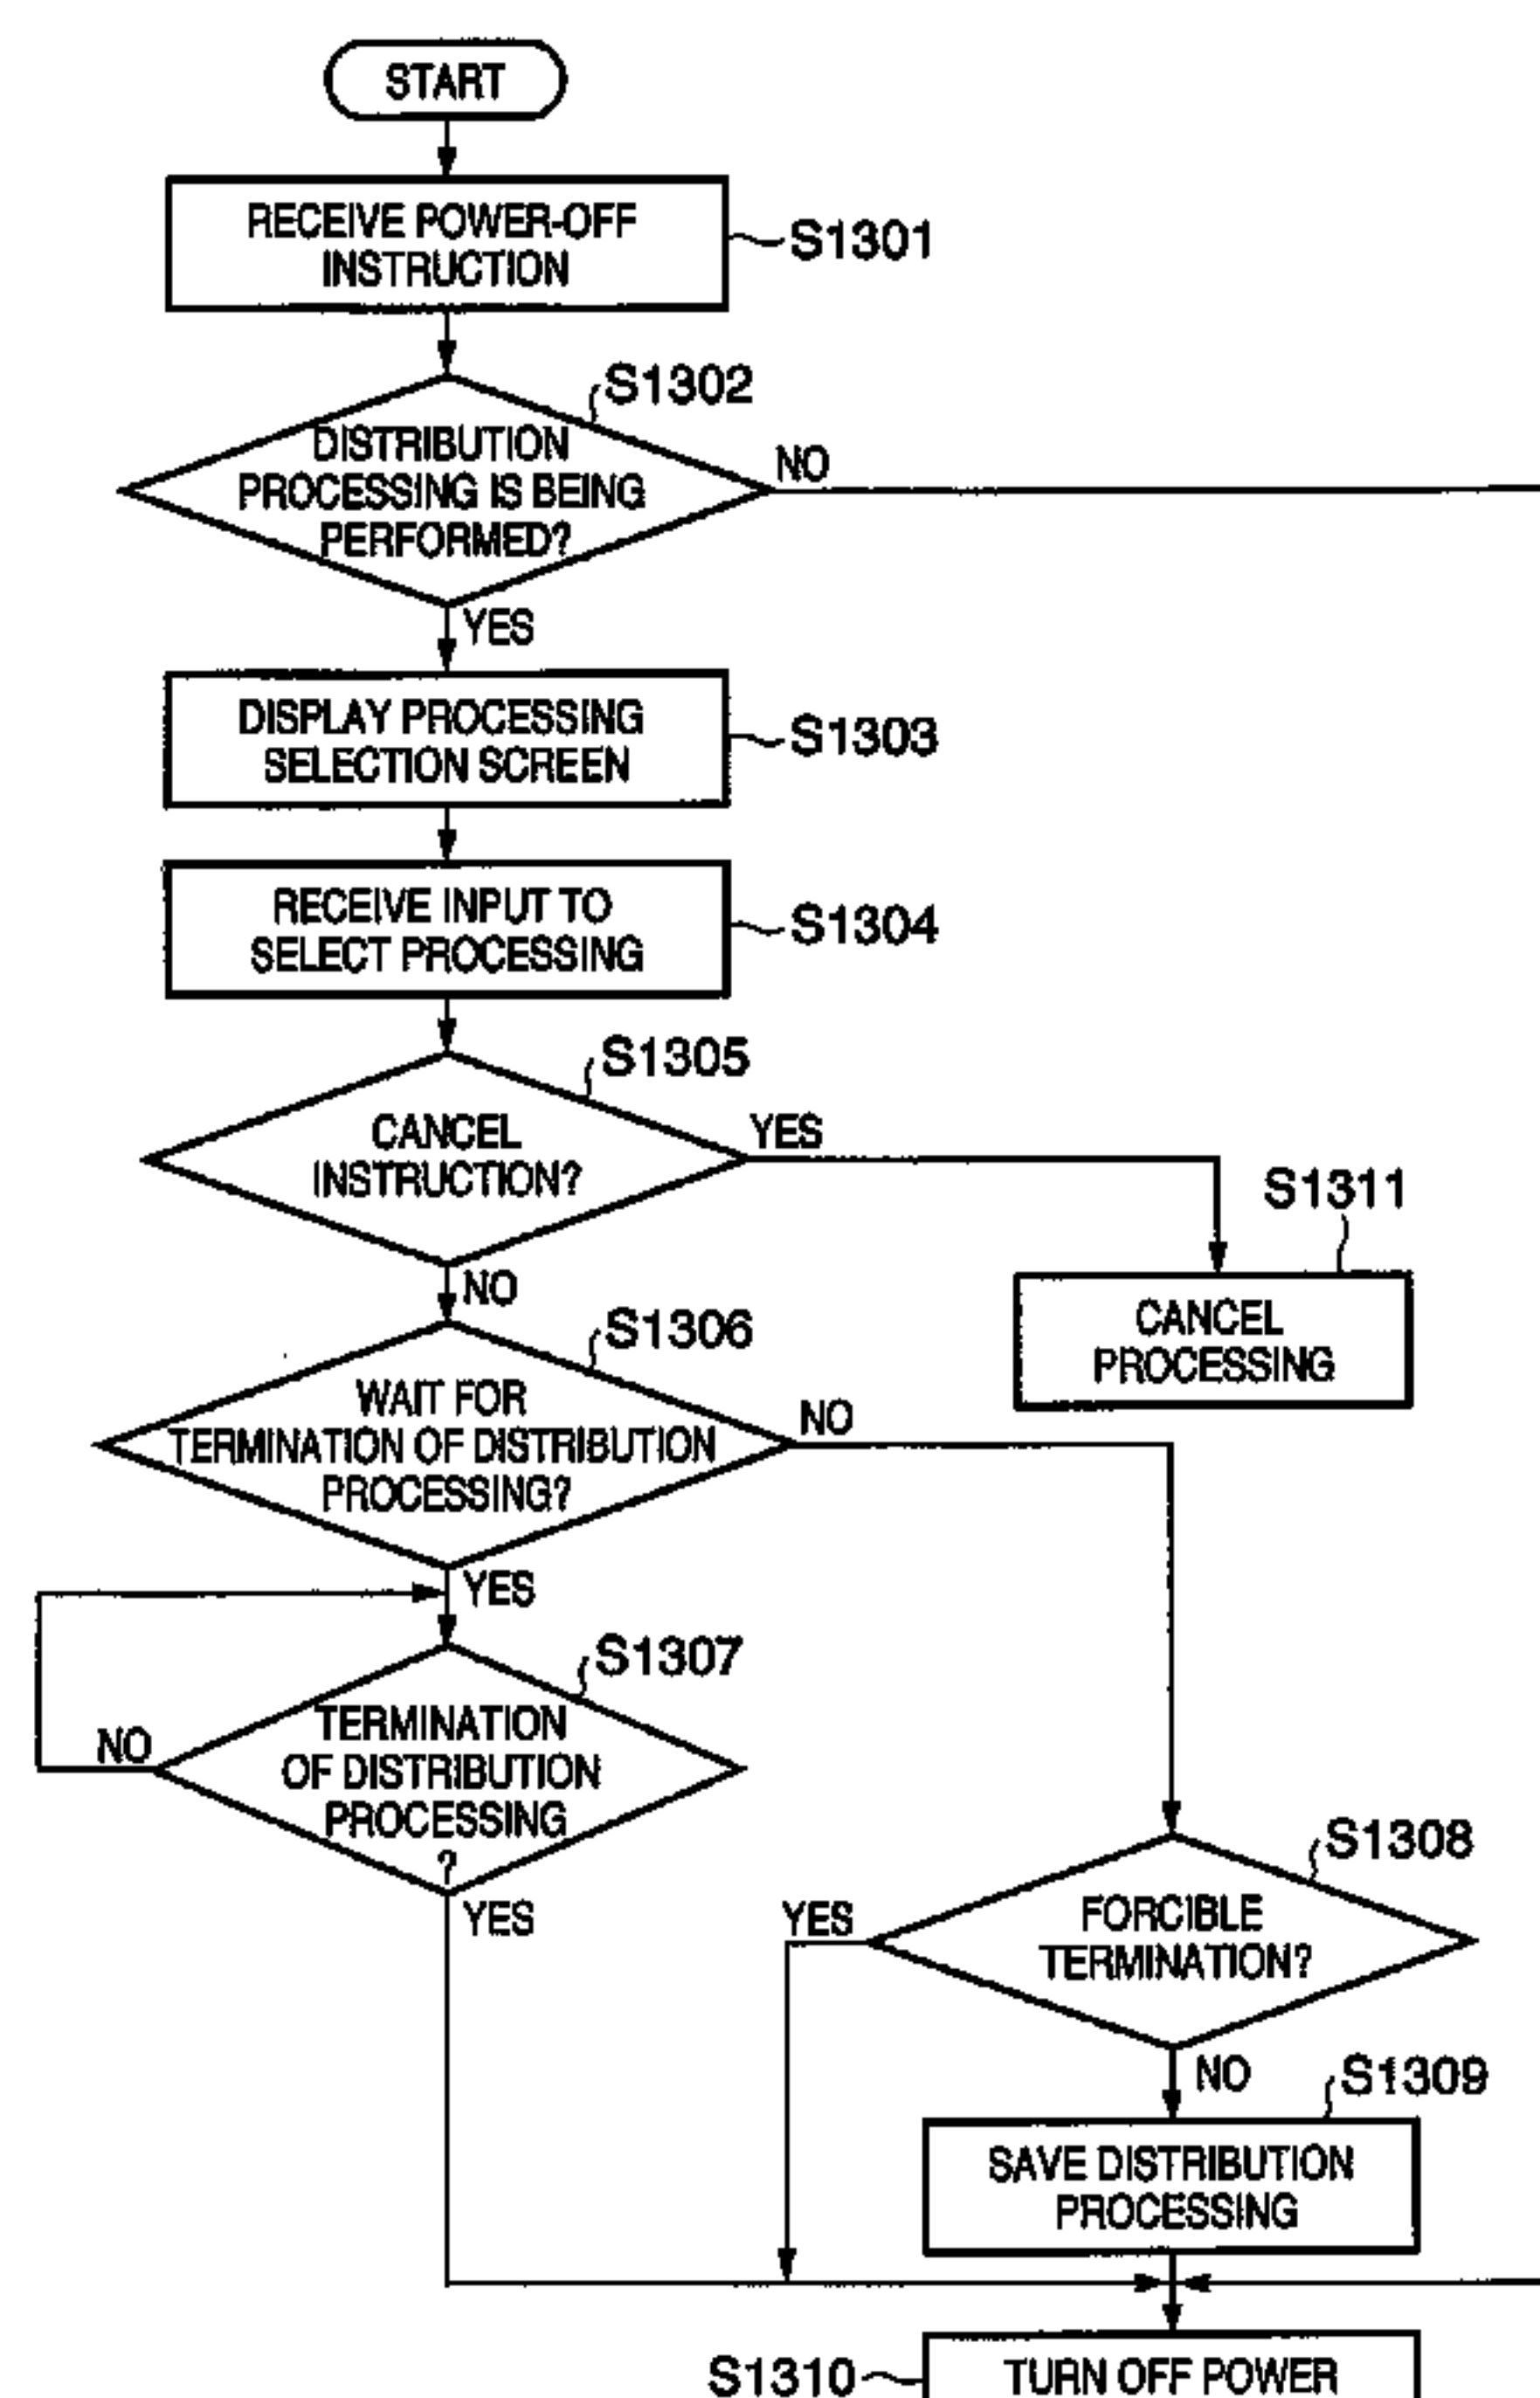 START
RECEIVE POWER-OFF
INSTRUCTION
S1301
S1302
DISTRIBUTION
PROCESSING IS BEING
PERFORMED?
NO
YES
DISPLAY PROCESSING
SELECTION SCREEN
S1303
RECEIVE INPUT TO
SELECT PROCESSING
S1304
S1305
CANCEL
INSTRUCTION?
YES
NO
S1311
CANCEL
PROCESSING
S1306
WAIT FOR
TERMINATION OF DISTRIBUTION
PROCESSING?
NO
YES
S1307
TERMINATION
OF DISTRIBUTION
PROCESSING
?
NO
YES
S1308
FORCIBLE
TERMINATION?
YES
NO
S1309
SAVE DISTRIBUTION
PROCESSING
S1310
TURN OFF POWER